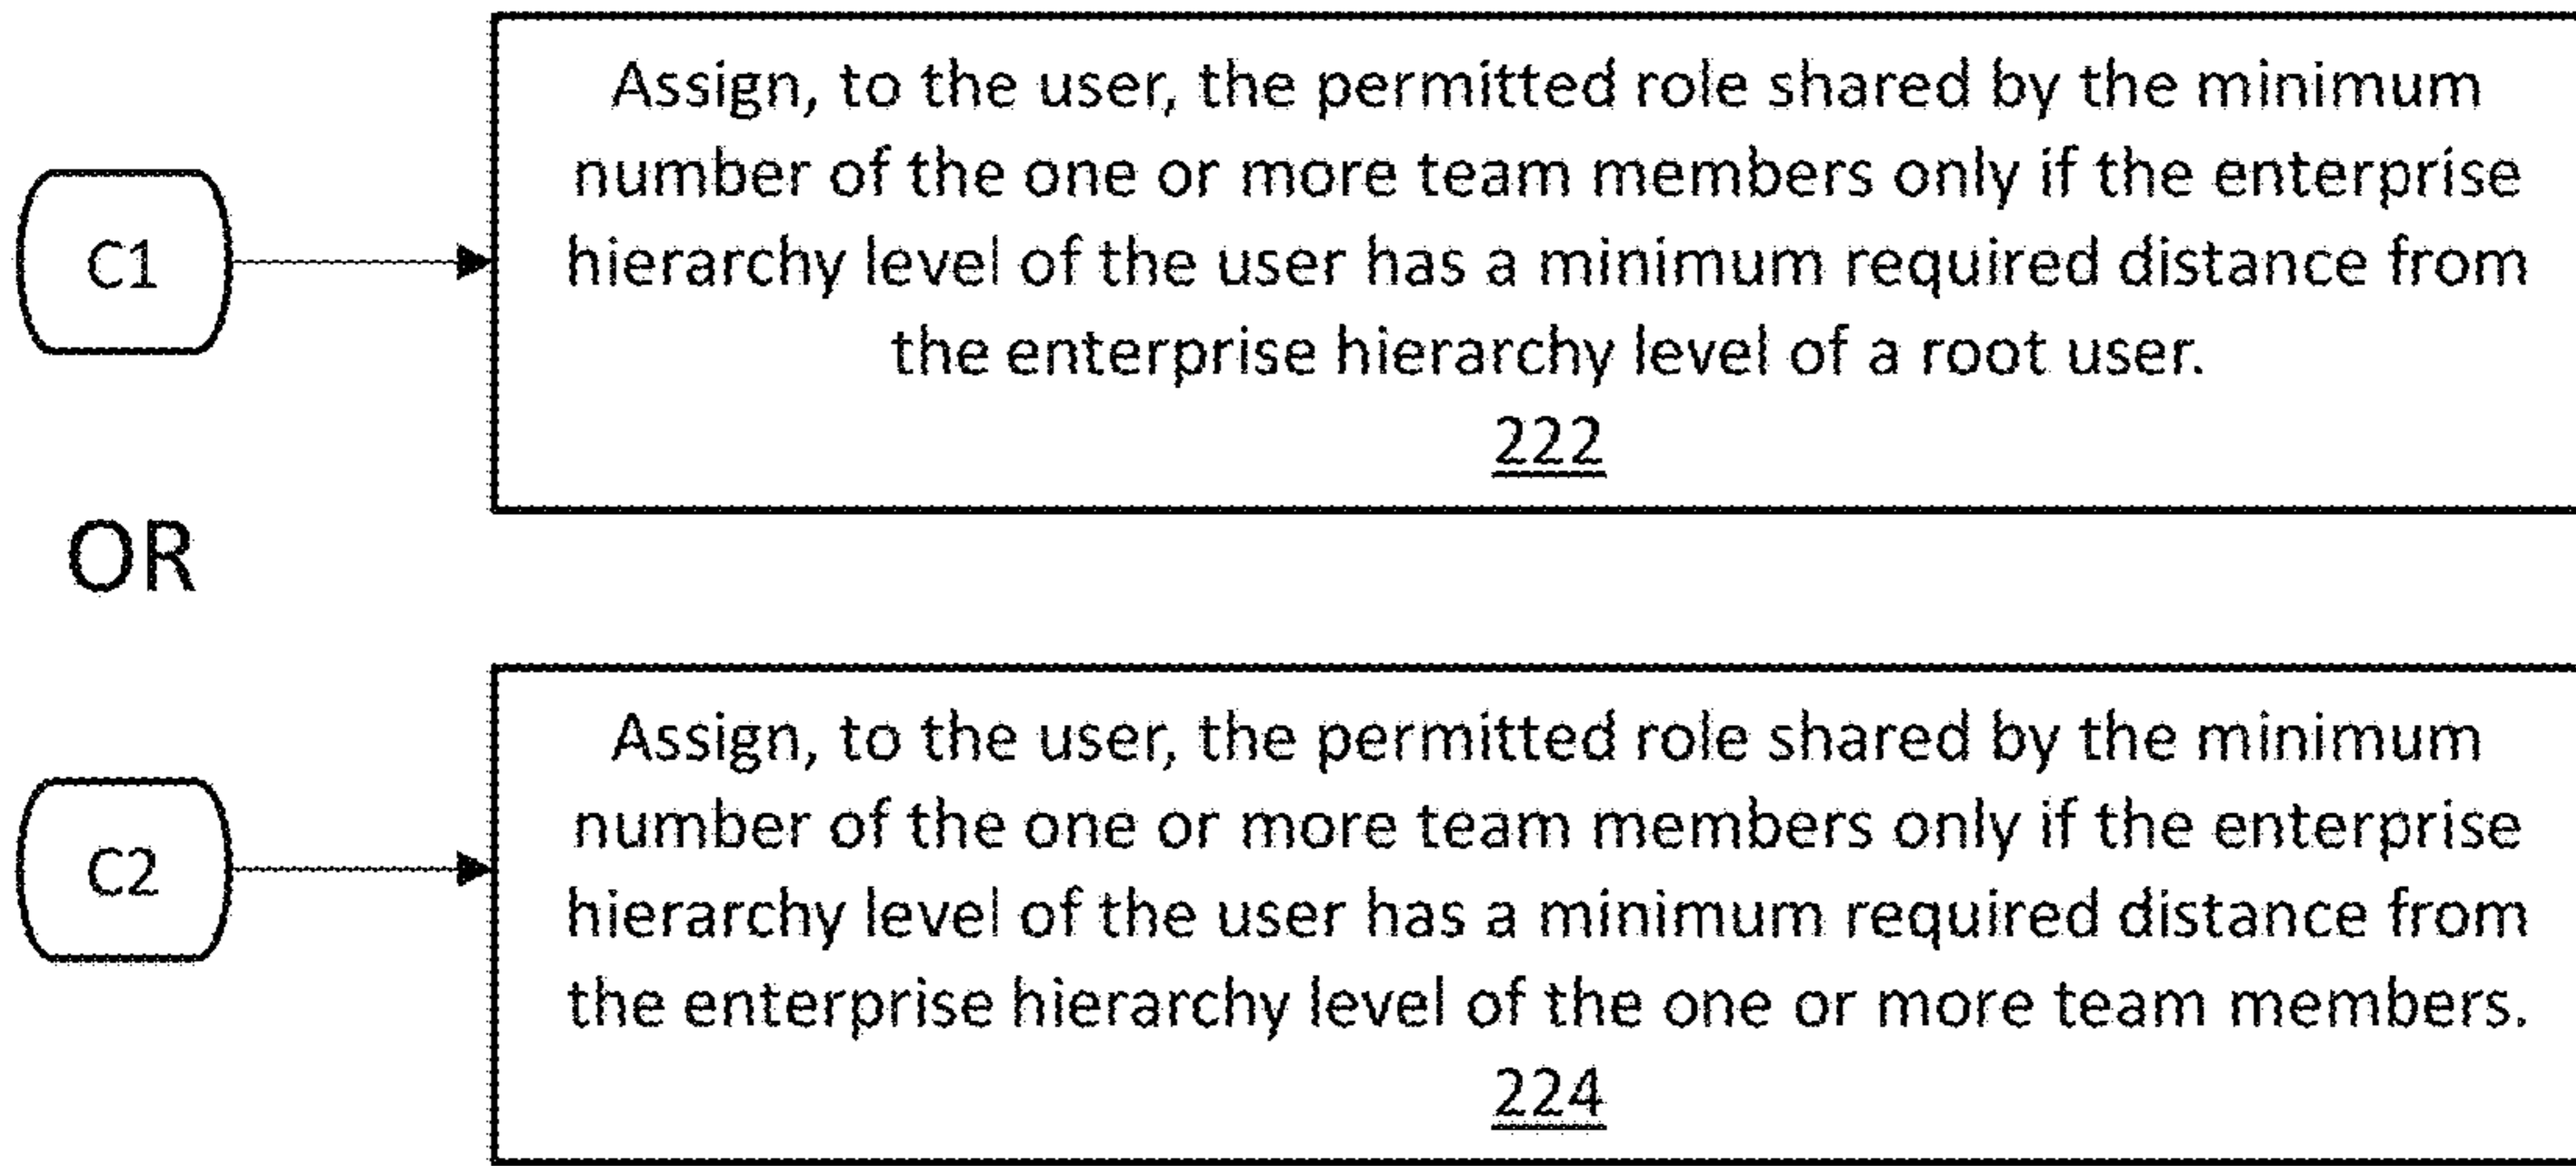 Assign, to the user, the permitted role shared by the minimum
number of the one or more team members only if the enterprise
C1
hierarchy level of the user has a minimum required distance from
the enterprise hierarchy level of a root user.
222
OR
Assign, to the user, the permitted role shared by the minimum
number of the one or more team members only if the enterprise
C2
hierarchy level of the user has a minimum required distance from
the enterprise hierarchy level of the one or more team members.
224